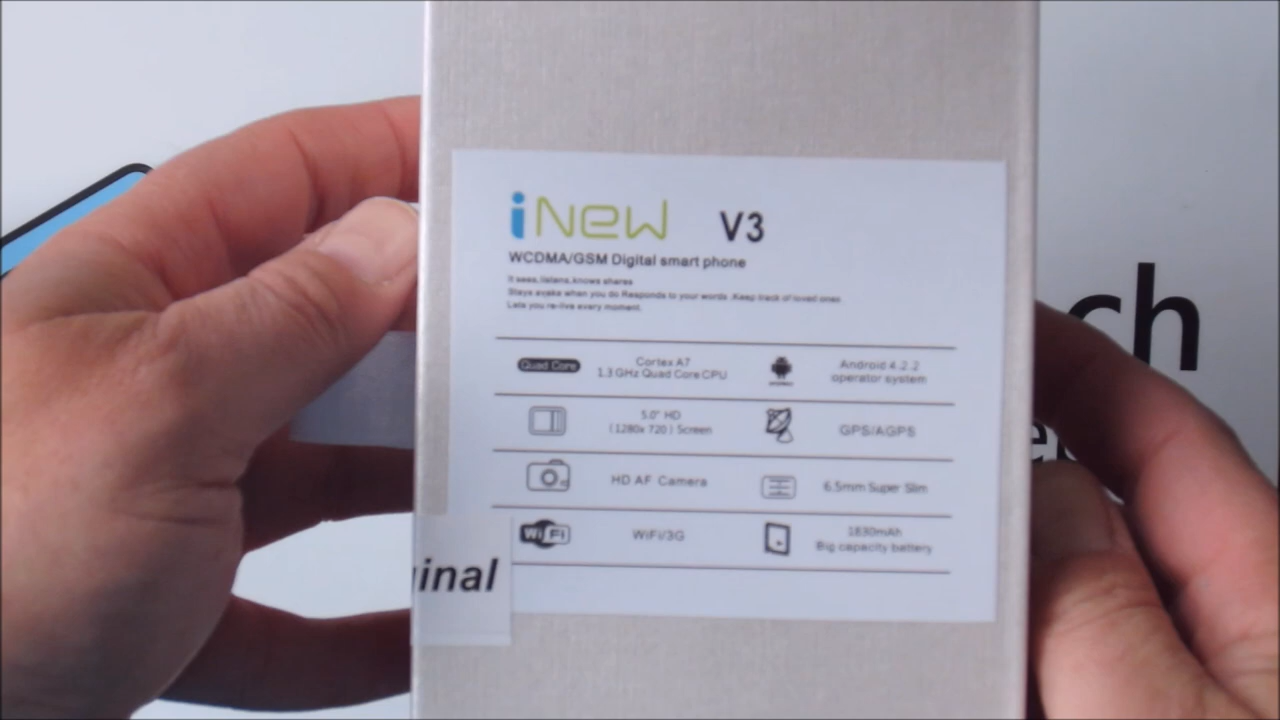 iNew V3
WCDMA/GSM Digital smart phone
It sees,listens,knows shares
Stays awake when you do Responds to your words .Keep track of loved ones
Lets you re-live every moment.
Quad Core
Cortex A7
1.3 GHz Quad Core CPU
Android 4.2.2
operator system
5.0" HD
(1280x 720) Screen
GPS/AGPS
HD AF Camera
6.5mm Super Slim
WiFi
WiFi/3G
1830mAh
Big capacity battery
inal
ch